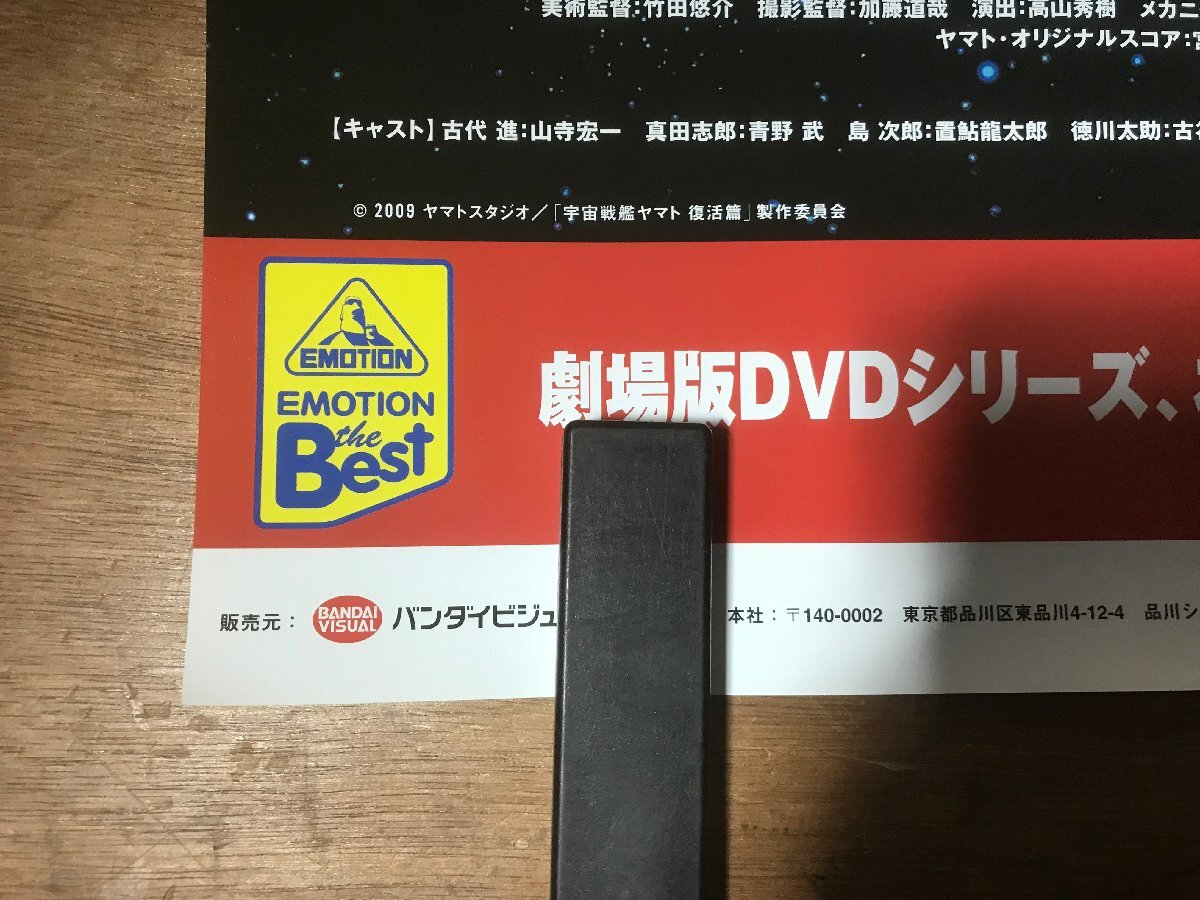 美術監督:竹田悠介 撮影監督:加藤道哉 演出:高山秀樹 メカニ
ヤマト・オリジナルスコア:宮
【キャスト】古代 進:山寺宏一 真田志郎:青野 武 島 次郎:置鮎龍太郎 徳川太助:古
© 2009 ヤマトスタジオ/「宇宙戦艦ヤマト 復活篇」製作委員会
EMOTION
EMOTION
the
Best
劇場版DVDシリーズ、
販売元: BANDAI VISUAL バンダイビジュ 本社:〒140-0002 東京都品川区東品川4-12-4 品川シ